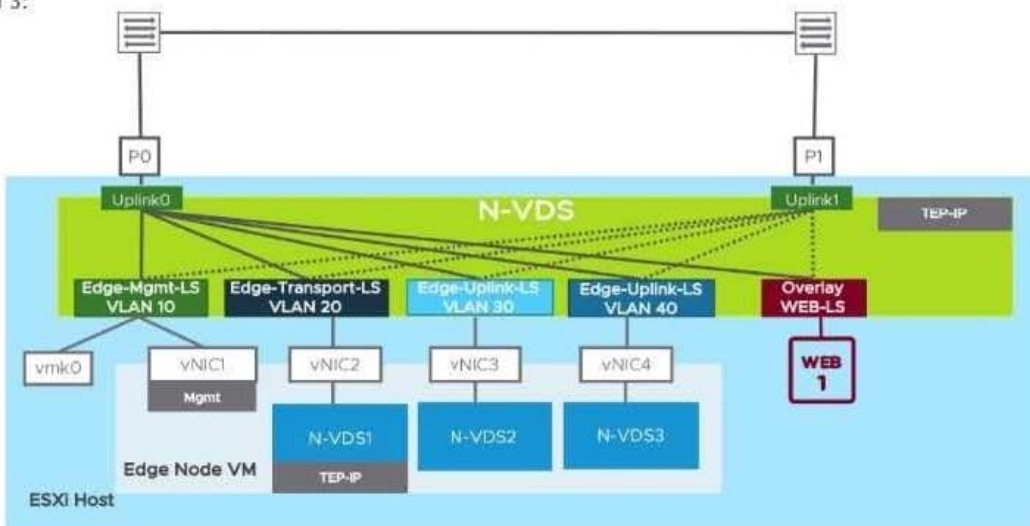 3:
P0
P1
Uplink0
N-VDS
Uplink1
TEP-IP
Edge-Mgmt-LS
VLAN 10
Edge-Transport-LS
VLAN 20
Edge-Uplink-LS
VLAN 30
Edge-Uplink-LS
VLAN 40
Overlay
WEB-LS
vmk0
vNIC1
Mgmt
vNIC2
vNIC3
vNIC4
WEB
1
N-VDS1
TEP-IP
N-VDS2
N-VDS3
Edge Node VM
ESXi Host